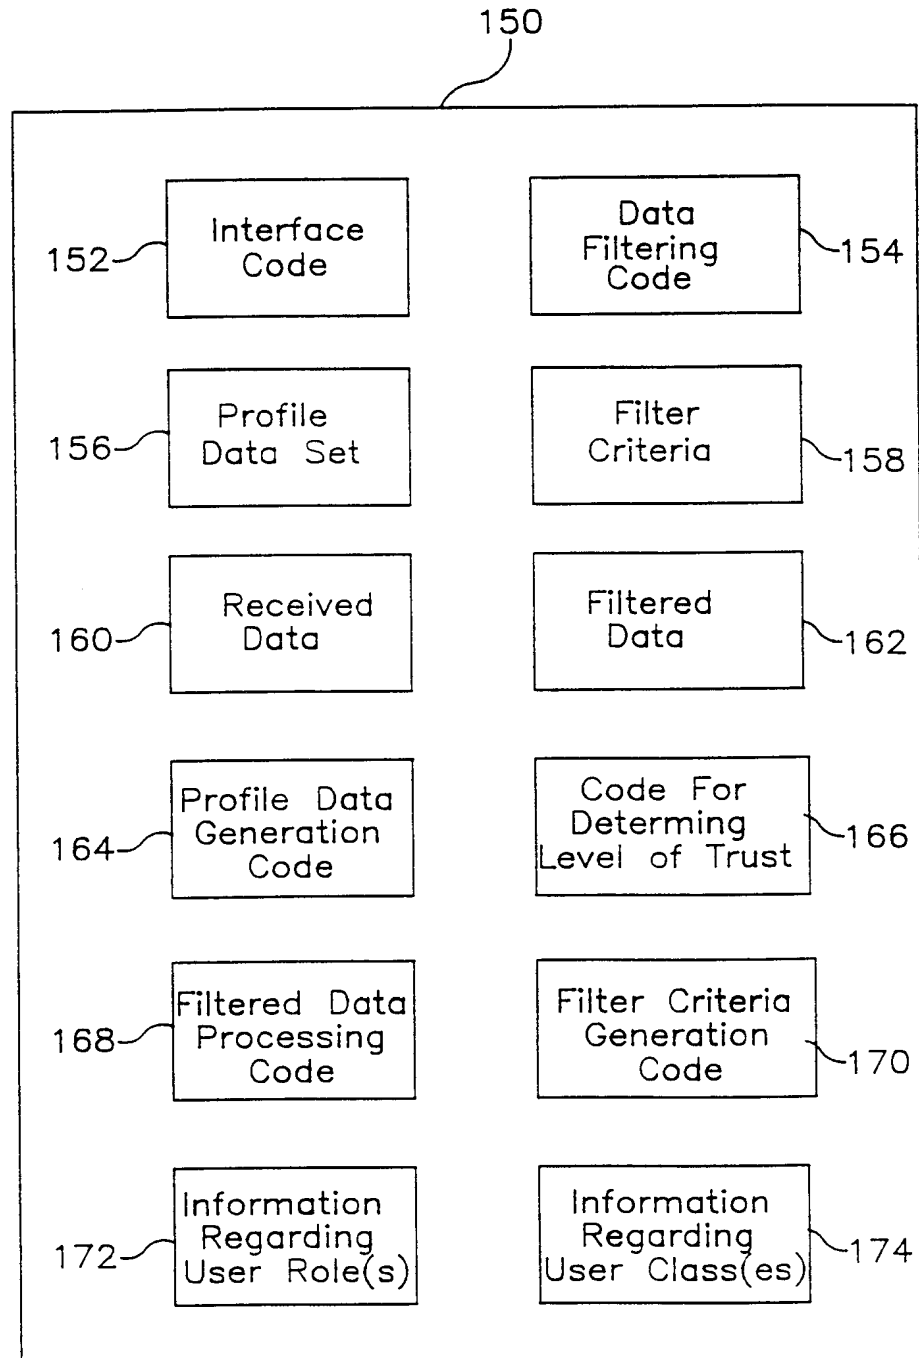 150
Interface
Code
152
Data
Filtering
Code
154
Profile
Data Set
156
Filter
Criteria
158
Received
Data
160
Filtered
Data
162
Profile Data
Generation
Code
164
Code For
Determing
Level of Trust
166
Filtered Data
Processing
Code
168
Filter Criteria
Generation
Code
170
Information
Regarding
User Role(s)
172
Information
Regarding
User Class(es)
174